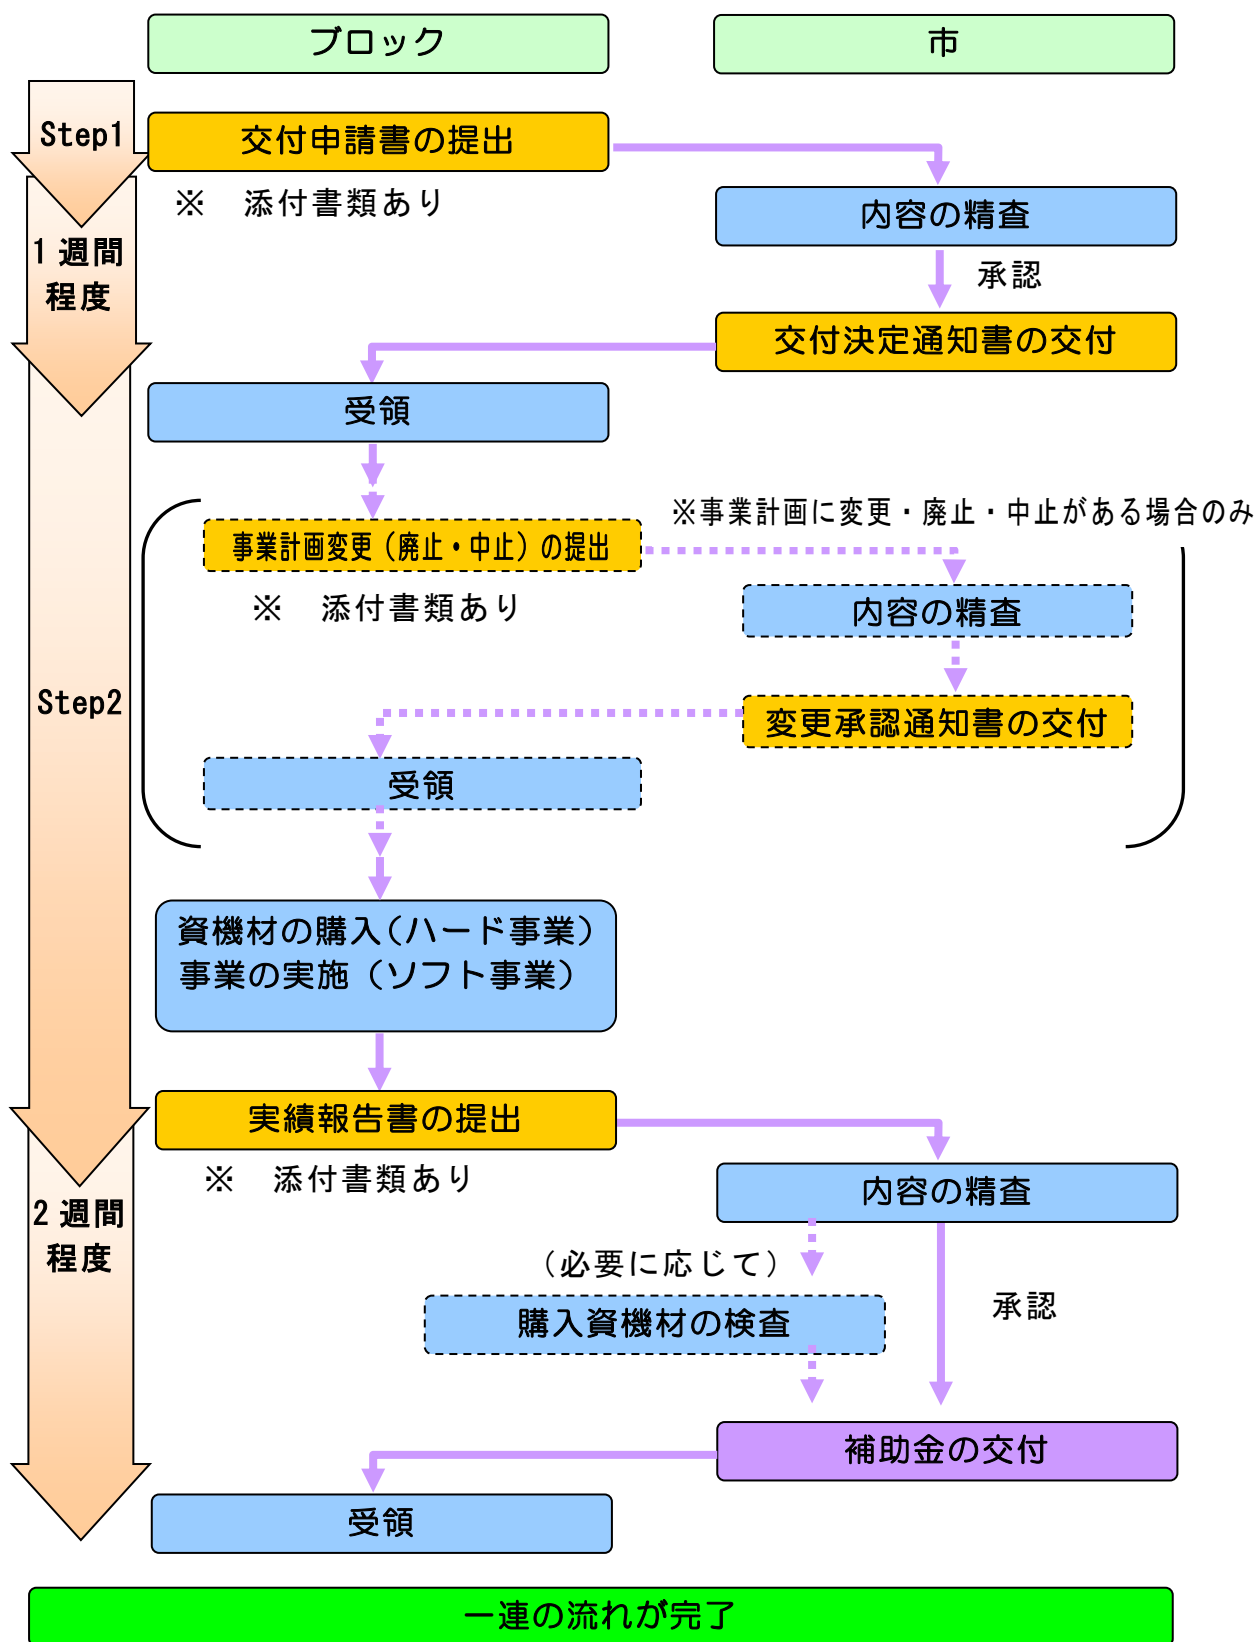 ブロック
市
Step1
交付申請書の提出
※　添付書類あり
内容の精査
1週間
程度
承認
交付決定通知書の交付
受領
※事業計画に変更・廃止・中止がある場合のみ
事業計画変更（廃止・中止）の提出
※　添付書類あり
内容の精査
Step2
変更承認通知書の交付
受領
資機材の購入(ハード事業)
事業の実施（ソフト事業）
実績報告書の提出
※　添付書類あり
内容の精査
2週間
程度
（必要に応じて）
承認
購入資機材の検査
補助金の交付
受領
一連の流れが完了